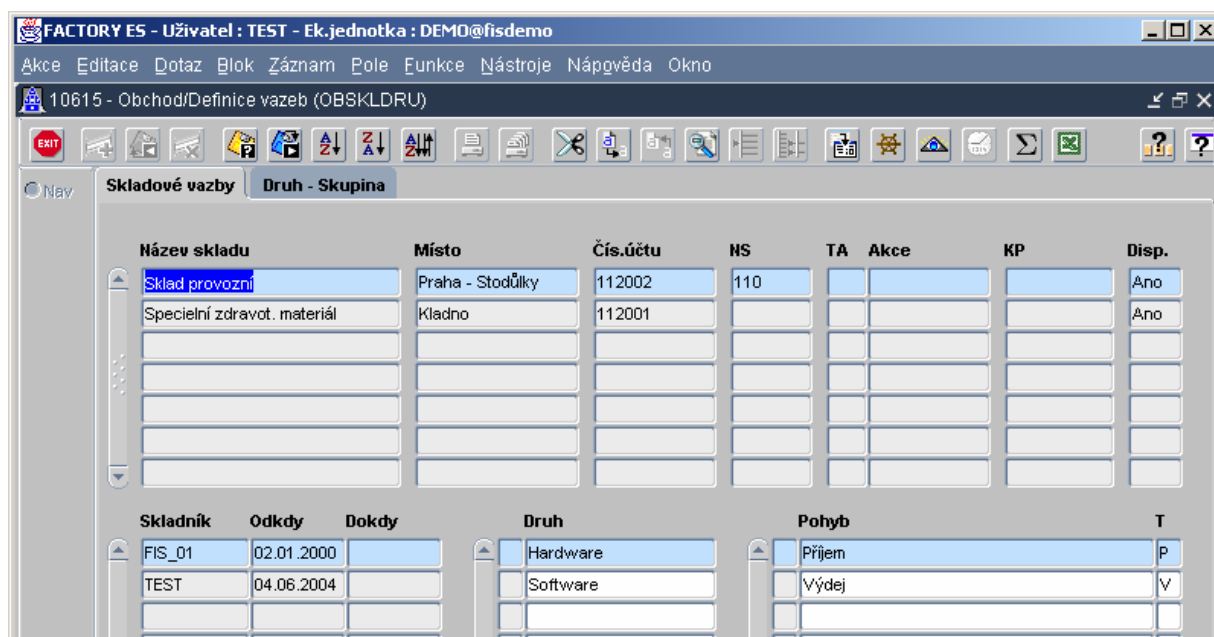 FACTORY ES - Uživatel : TEST - Ek.jednotka : DEMO@fisdemo
Akce Editace Dotaz Blok Záznam Pole Funkce Nástroje Nápověda Okno
10615 - Obchod/Definice vazeb (OBSKLDRU)
EXIT
Nav Skladové vazby Druh - Skupina
Název skladu Místo Čís.účtu NS TA Akce KP Disp.
Sklad provozní Praha - Stodůlky 112002 110 Ano
Specielní zdravot. materiál Kladno 112001 Ano
Skladník Odkdy Dokdy Druh Pohyb T
FIS_01 02.01.2000 Hardware Příjem P
TEST 04.06.2004 Software Výdej V